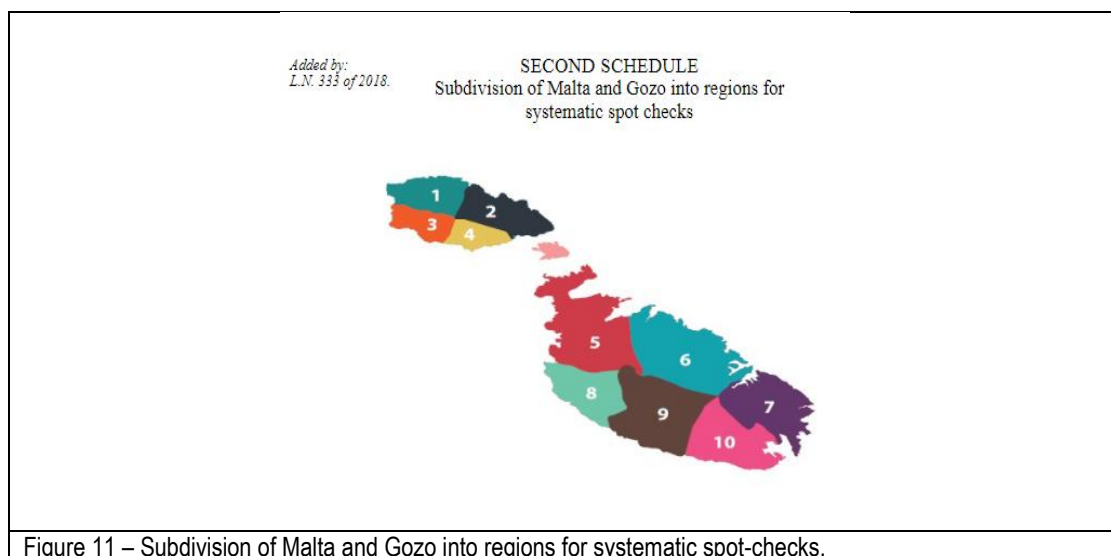 Added by:
L.N. 333 of 2018.
SECOND SCHEDULE
Subdivision of Malta and Gozo into regions for
systematic spot checks
1
2
3
4
5
6
7
8
9
10
Figure 11 – Subdivision of Malta and Gozo into regions for systematic spot-checks.